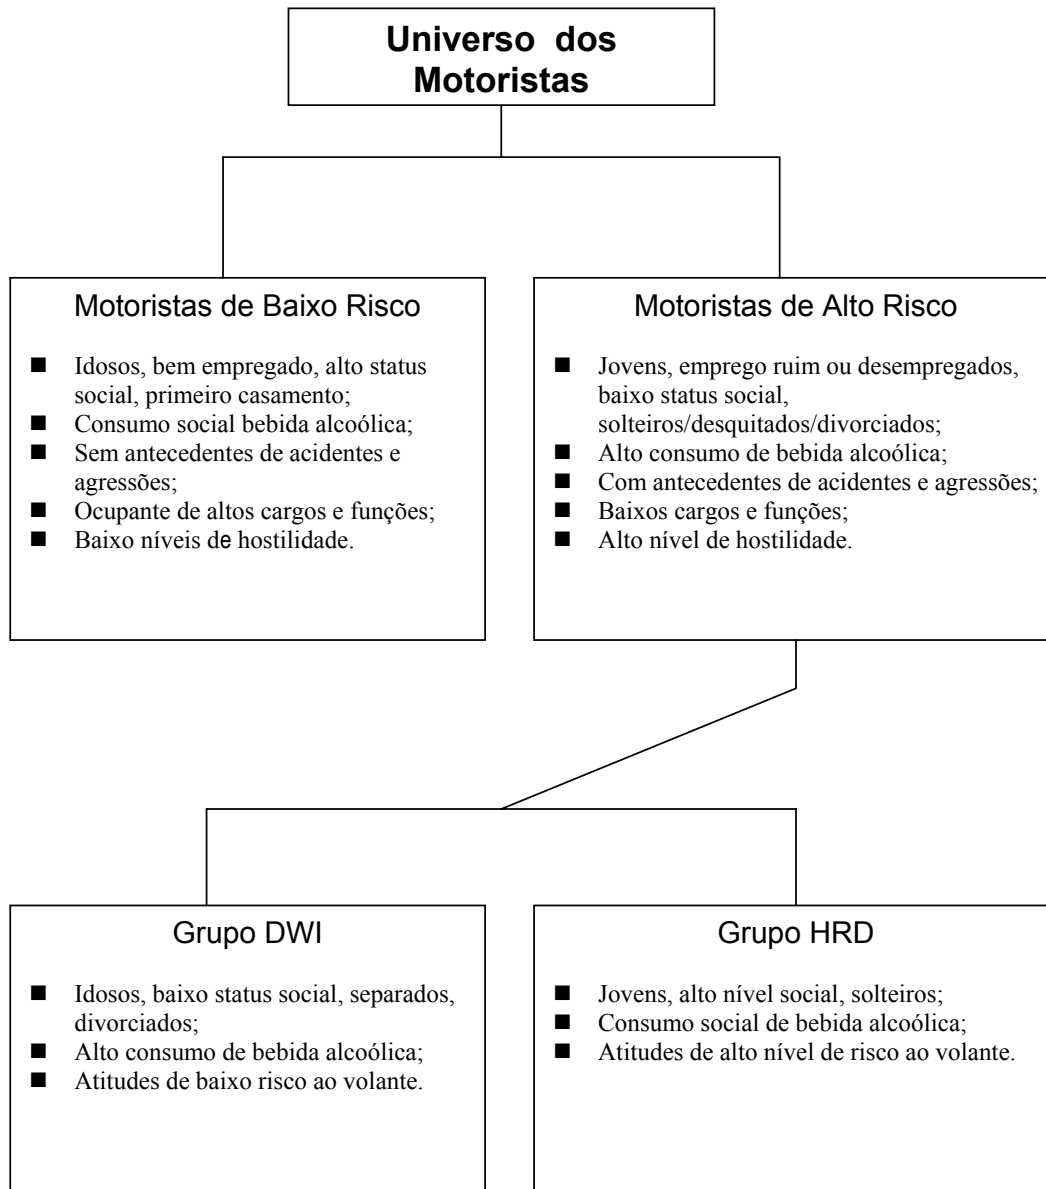 Universo dos
Motoristas
Motoristas de Baixo Risco
■ Idosos, bem empregado, alto status
social, primeiro casamento;
■ Consumo social bebida alcoólica;
■ Sem antecedentes de acidentes e
agressões;
■ Ocupante de altos cargos e funções;
■ Baixo níveis de hostilidade.
Motoristas de Alto Risco
■ Jovens, emprego ruim ou desempregados,
baixo status social,
solteiros/desquitados/divorciados;
■ Alto consumo de bebida alcoólica;
■ Com antecedentes de acidentes e agressões;
■ Baixos cargos e funções;
■ Alto nível de hostilidade.
Grupo DWI
■ Idosos, baixo status social, separados,
divorciados;
■ Alto consumo de bebida alcoólica;
■ Atitudes de baixo risco ao volante.
Grupo HRD
■ Jovens, alto nível social, solteiros;
■ Consumo social de bebida alcoólica;
■ Atitudes de alto nível de risco ao volante.